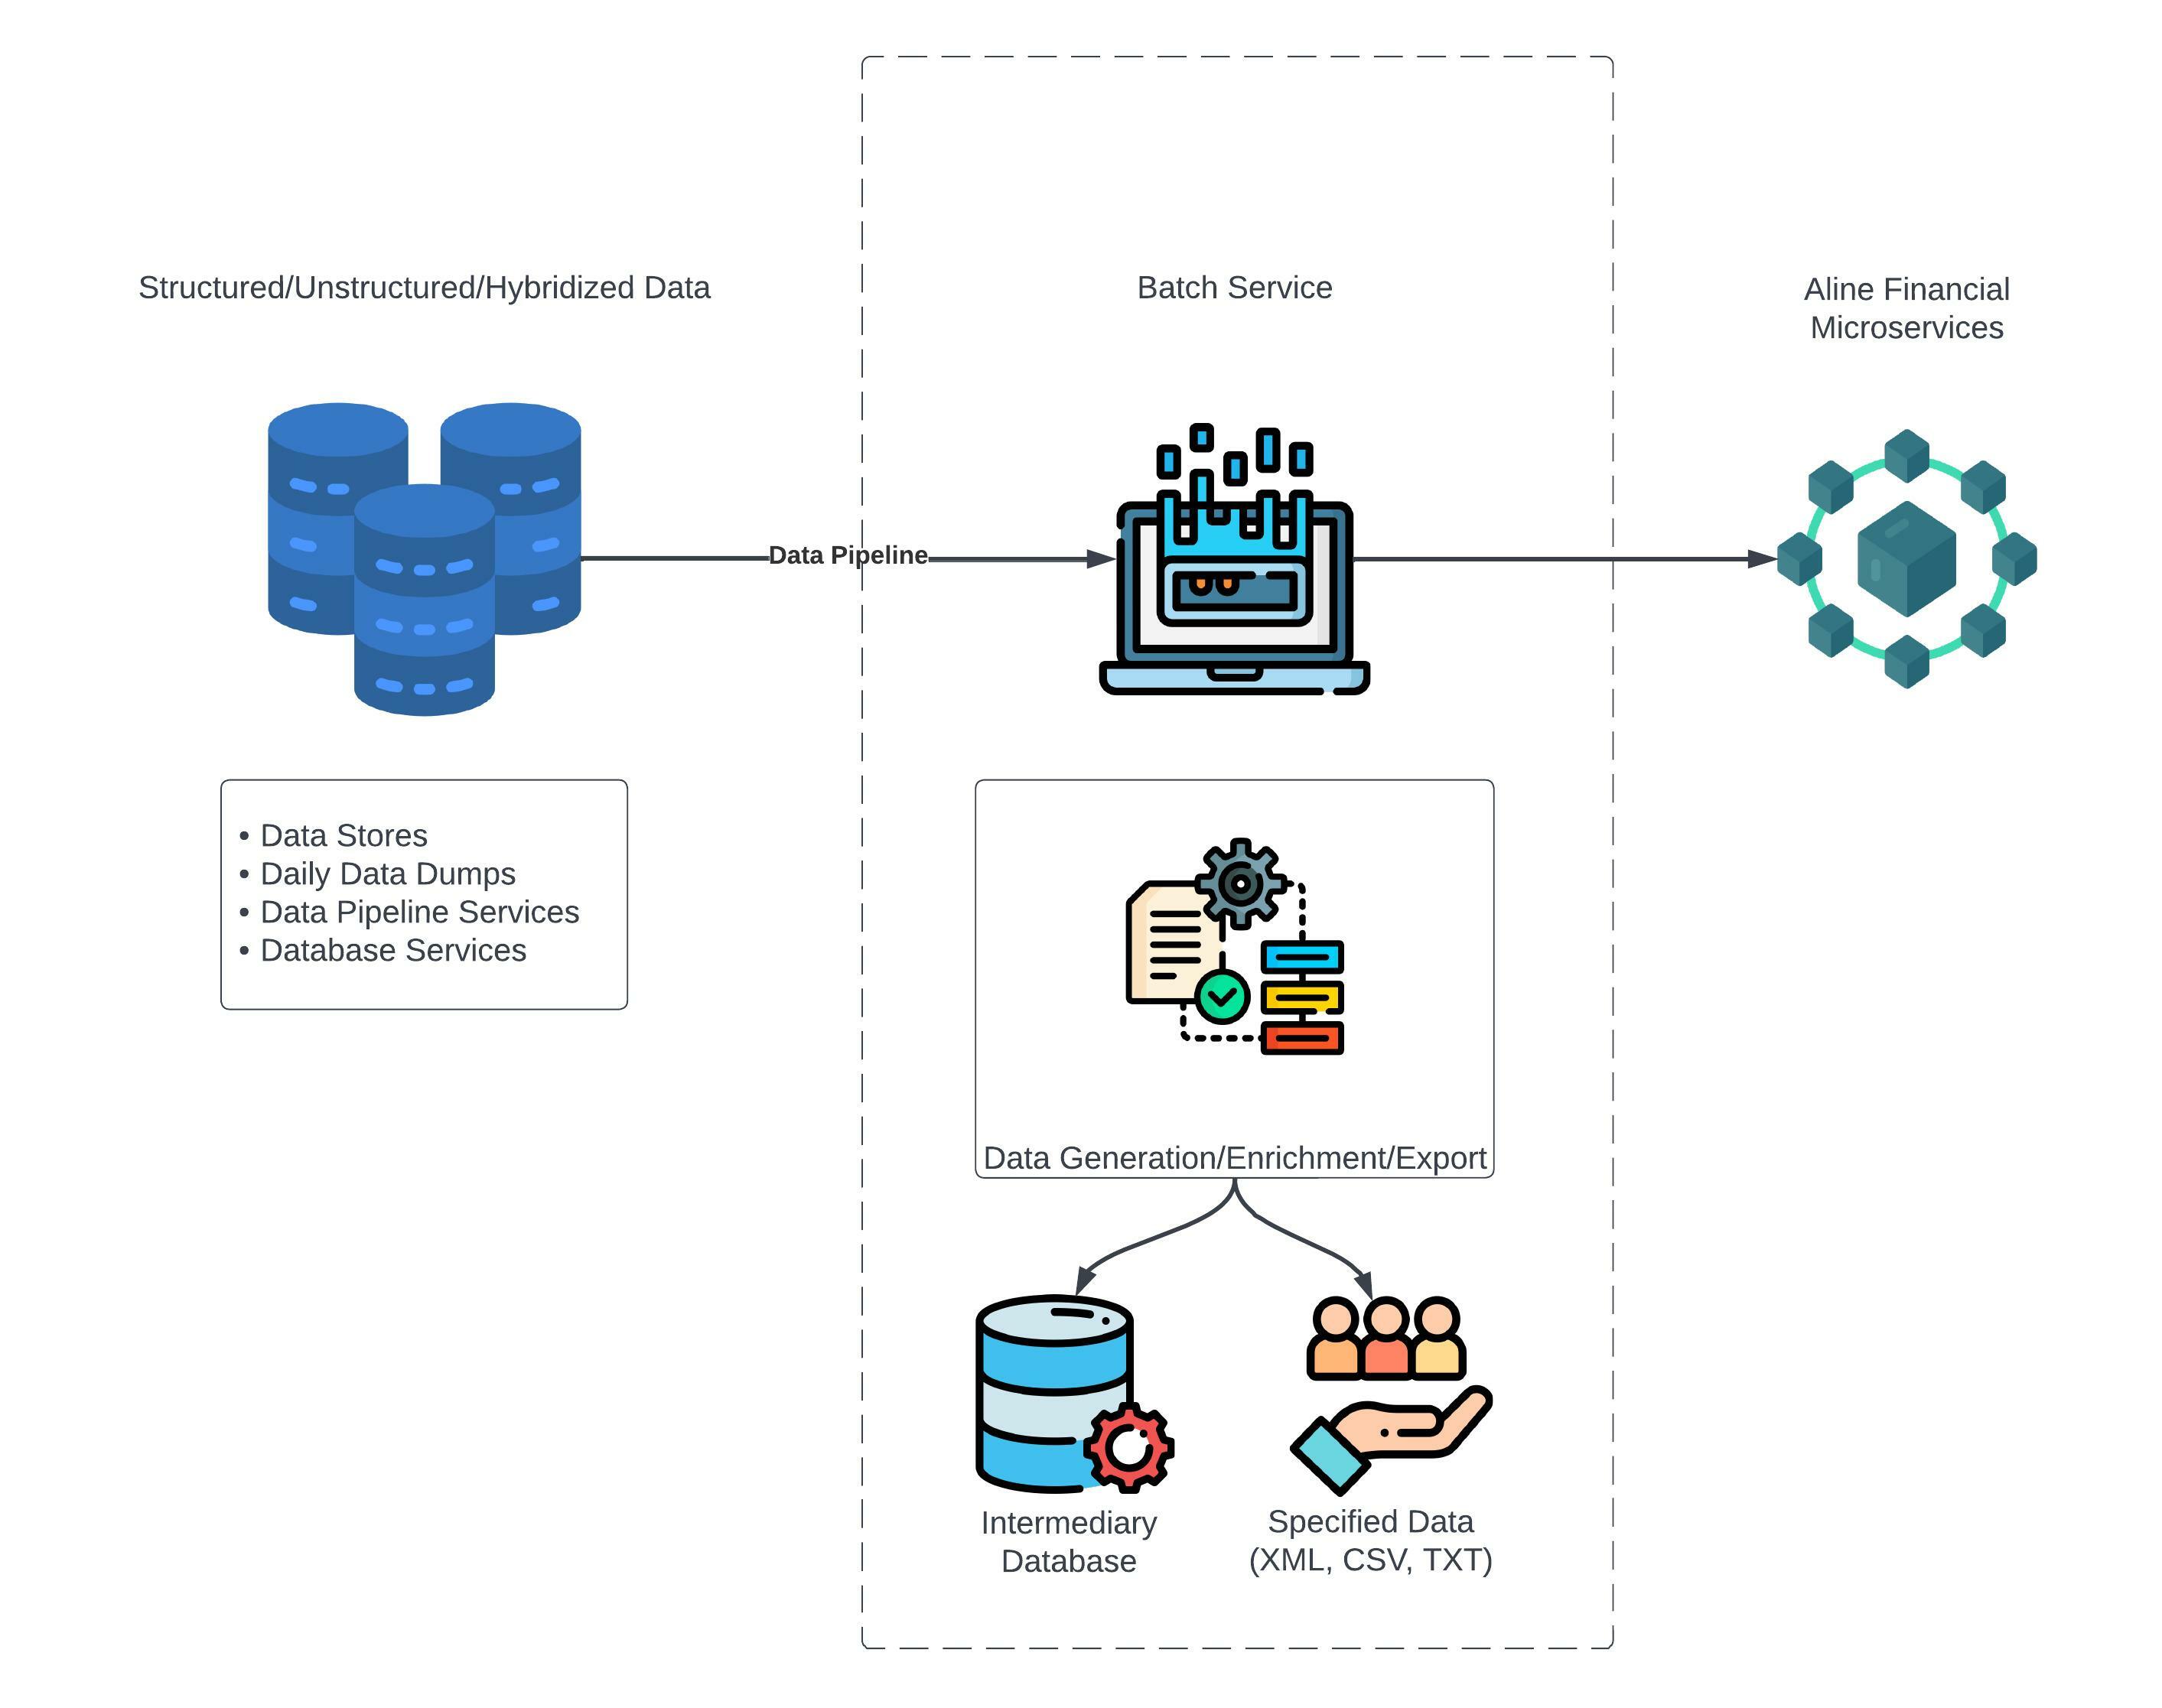 Structured/Unstructured/Hybridized Data
Batch Service
Aline Financial
Microservices
Data Pipeline
• Data Stores
• Daily Data Dumps
• Data Pipeline Services
• Database Services
Data Generation/Enrichment/Export
Intermediary
Database
Specified Data
(XML, CSV, TXT)